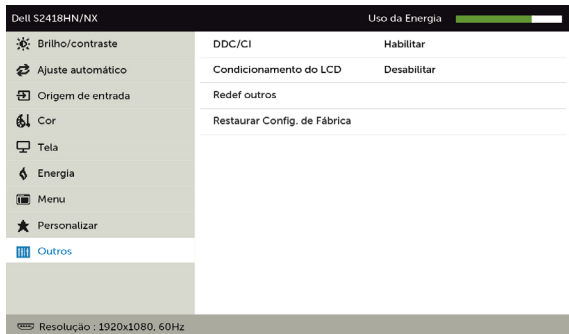 Dell S2418HN/NX Uso da Energia
Brilho/contraste DDC/CI Habilitar
Ajuste automático Condicionamento do LCD Desabilitar
Origem de entrada Redef outros
Cor Restaurar Config. de Fábrica
Tela
Energia
Menu
Personalizar
Outros
Resolução : 1920x1080, 60Hz